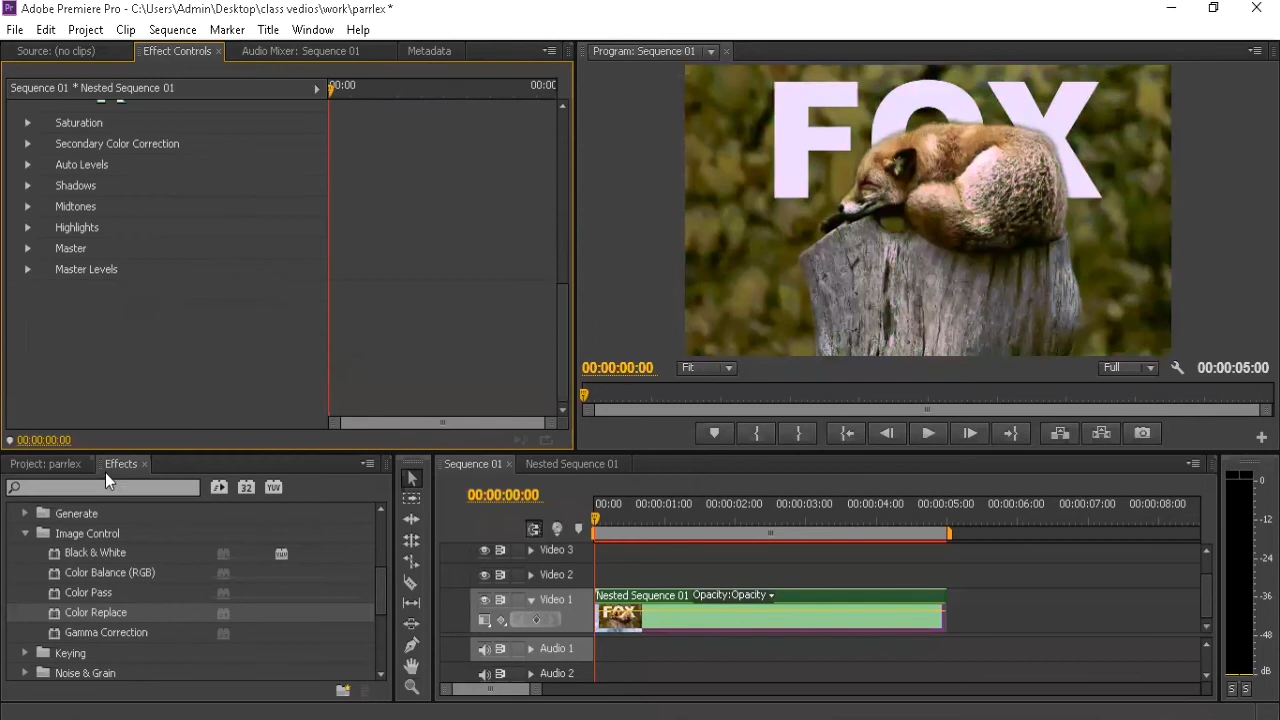 Adobe Premiere Pro - C:\Users\Admin\Desktop\class vedios\work\parrlex *
File Edit Project Clip Sequence Marker Title Window Help
Source: (no clips) Effect Controls Audio Mixer: Sequence 01 Metadata Program: Sequence 01
Sequence 01 * Nested Sequence 01 00:00 00:00
Saturation
Secondary Color Correction
Auto Levels
Shadows
Midtones
Highlights
Master
Master Levels
FOX
00:00:00:00 Fit Full 00:00:05:00
00:00:00:00
Project: parrlex Effects Sequence 01 Nested Sequence 01
32 YUV
00:00:00:00
00:00 00:00:01:00 00:00:02:00 00:00:03:00 00:00:04:00 00:00:05:00 00:00:06:00 00:00:07:00 00:00:08:00
Generate
Image Control
Black & White YUV
Color Balance (RGB)
Color Pass
Color Replace
Gamma Correction
Keying
Noise & Grain
Video 3
Video 2
Video 1 Nested Sequence 01 Opacity:Opacity
FOX
Audio 1
Audio 2
0
-12
-24
-36
-48
dB
S S